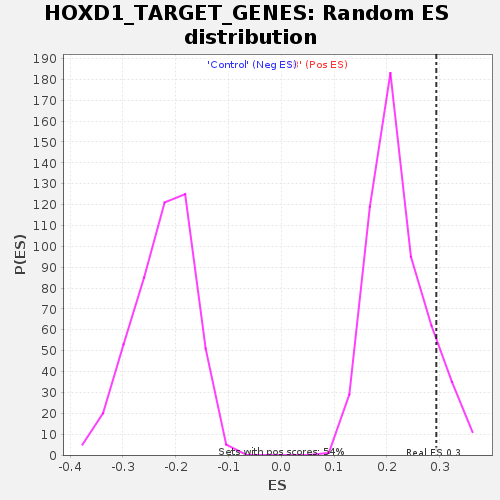 HOXD1_TARGET_GENES: Random ES
distribution
'Control' (Neg ES) (Pos ES)
190
180
170
160
150
140
130
120
110
100
90
80
70
60
50
40
30
20
10
0
P(ES)
Sets with pos scores: 54%
Real ES 0.3
-0.4 -0.3 -0.2 -0.1 0.0 0.1 0.2 0.3
ES